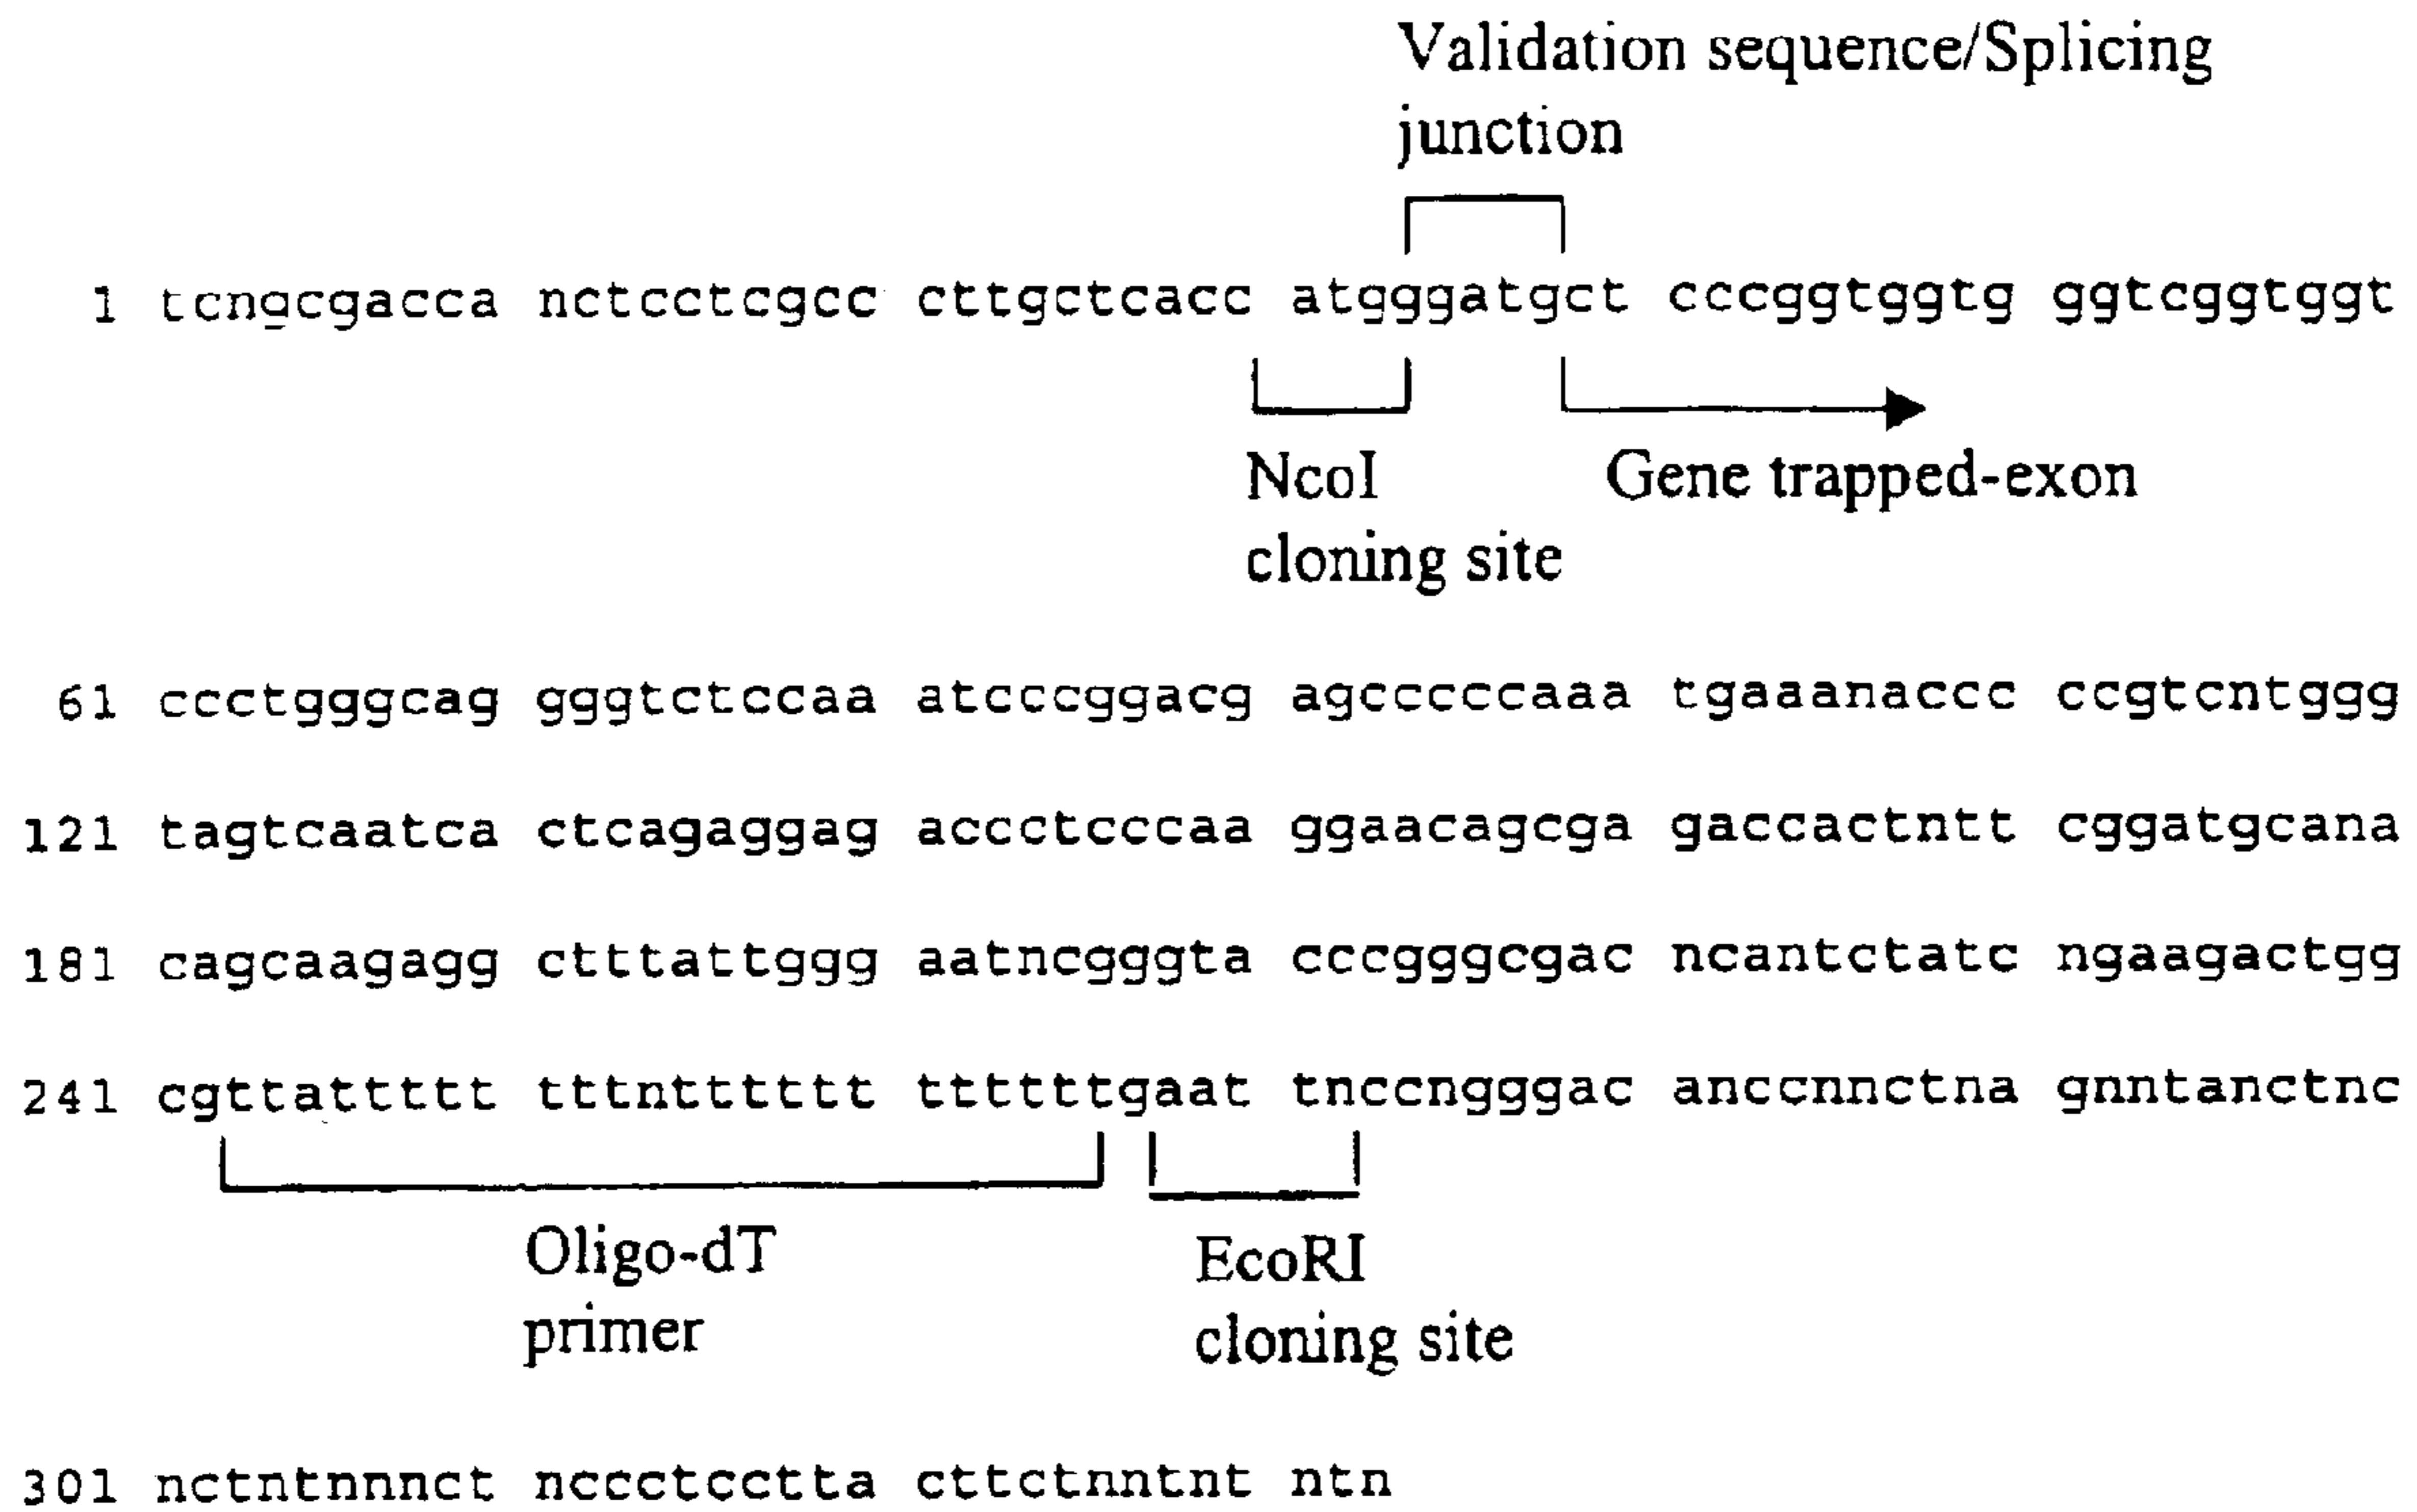 Validation sequence/Splicing
junction
1 tcngcgacca nctcctcgcc cttgctcacc atgggatgct cccggtggtg ggtcggtggt
NcoI
cloning site
Gene trapped-exon
61 ccctgggcag gggtctccaa atcccggacg agcccccaaa tgaaanaccc ccgtcntggg
121 tagtcaatca ctcagaggag accctcccaa ggaacagcga gaccactntt cggatgcana
181 cagcaagagg ctttattggg aatncgggta cccgggcgac ncantctatc ngaagactgg
241 cgttattttt tttntttttt ttttttgaat tnccngggac anccnnctna gnntanctnc
Oligo-dT
primer
EcoRI
cloning site
301 nctntnnnct nccctcctta cttctnntnt ntn